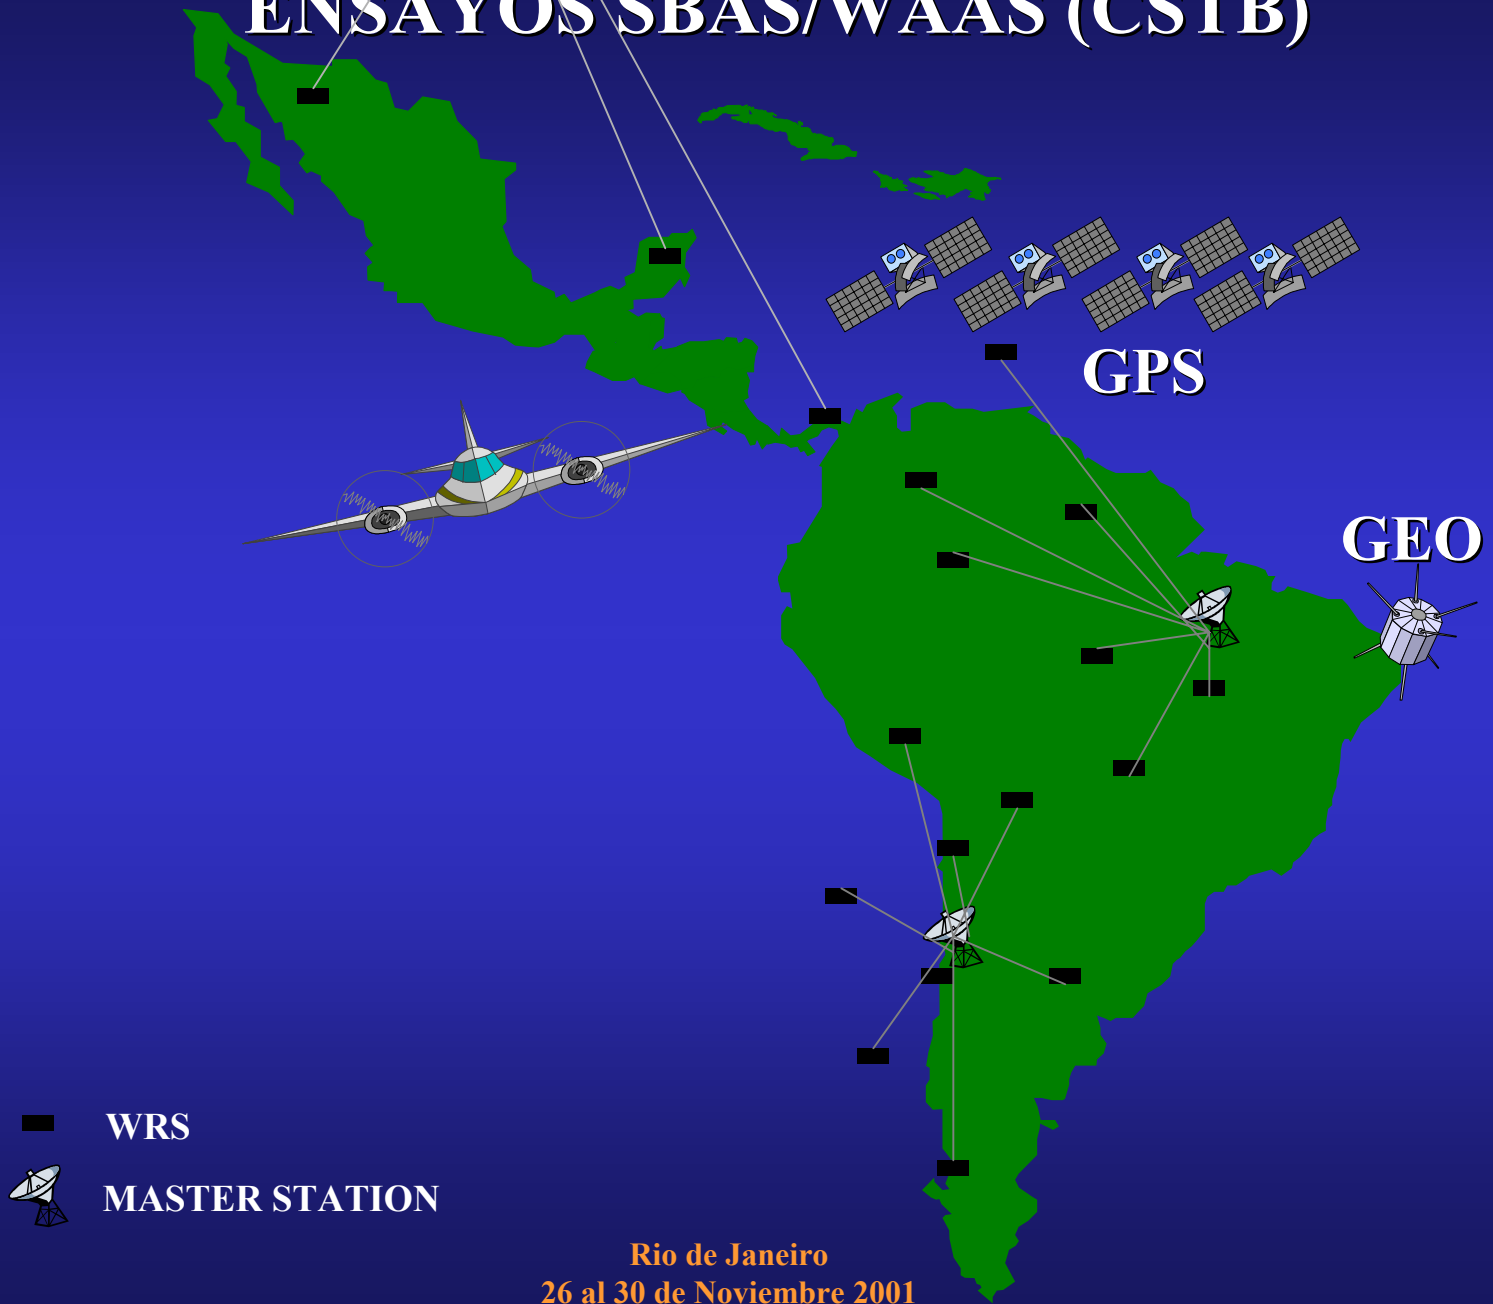 ENSAYOS SBAS/WAAS (CSTB)
GPS
GEO
WRS
MASTER STATION
Rio de Janeiro
26 al 30 de Noviembre 2001